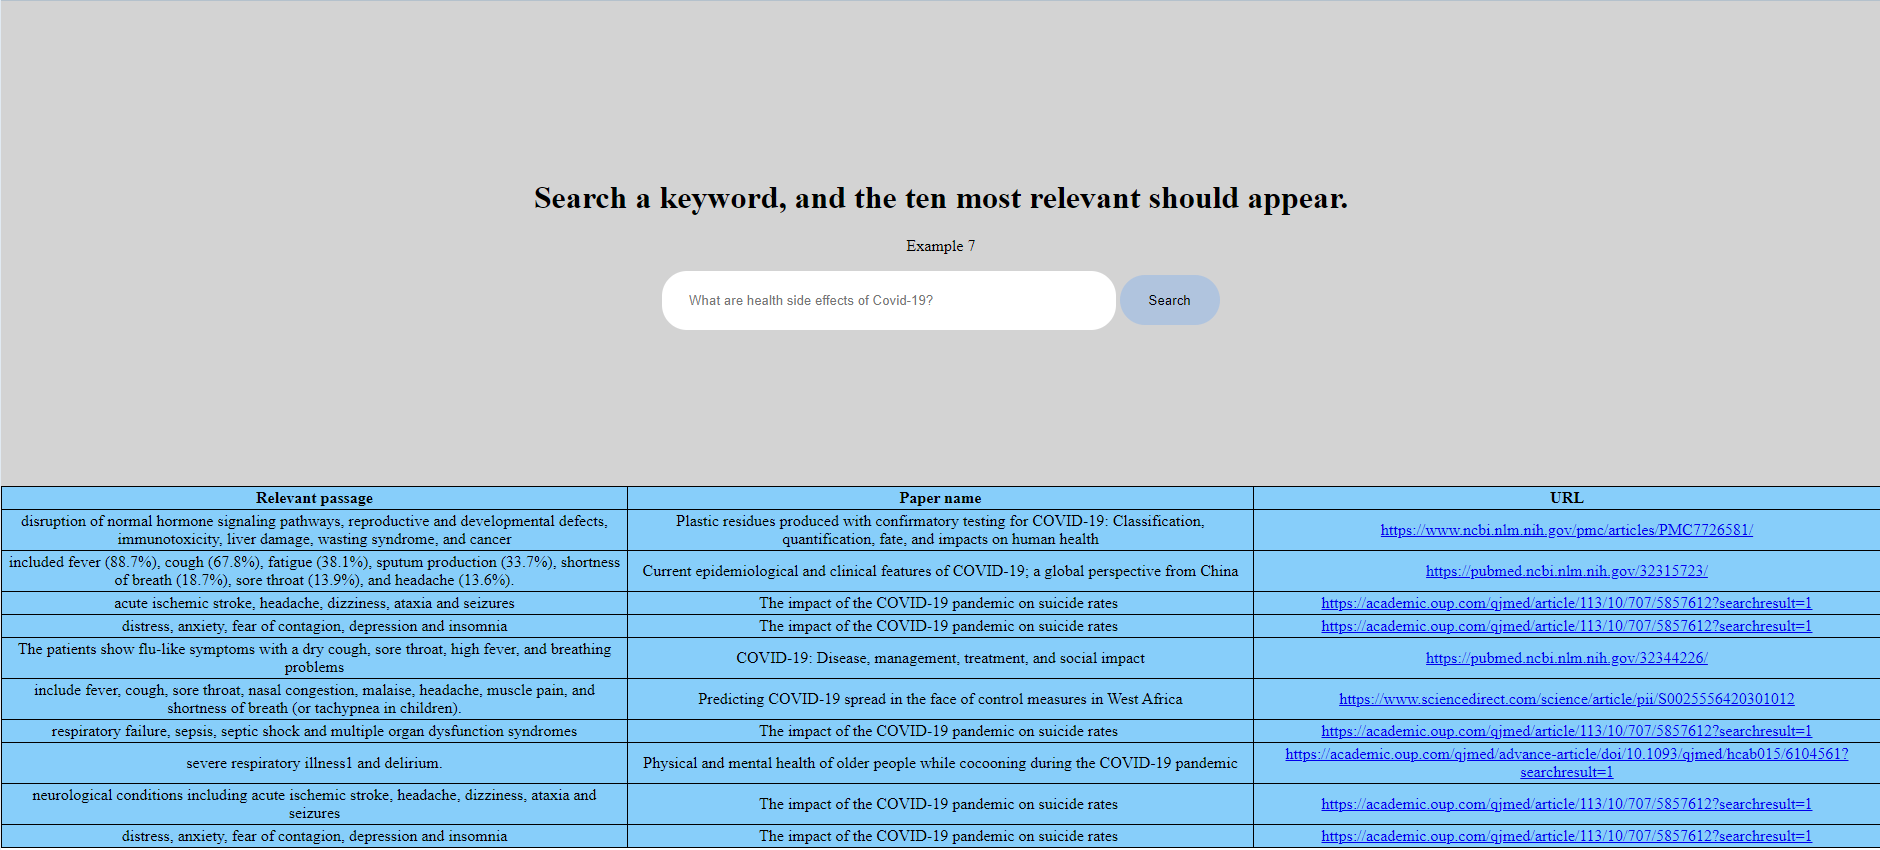 Search a keyword, and the ten most relevant should appear.
Example 7
What are health side effects of Covid-19?
Search
Relevant passage
Paper name
URL
disruption of normal hormone signaling pathways, reproductive and developmental defects,
immunotoxicity, liver damage, wasting syndrome, and cancer
Plastic residues produced with confirmatory testing for COVID-19: Classification,
quantification, fate, and impacts on human health
https://www.ncbi.nlm.nih.gov/pmc/articles/PMC7726581/
included fever (88.7%), cough (67.8%), fatigue (38.1%), sputum production (33.7%), shortness
of breath (18.7%), sore throat (13.9%), and headache (13.6%).
Current epidemiological and clinical features of COVID-19; a global perspective from China
https://pubmed.ncbi.nlm.nih.gov/32315723/
acute ischemic stroke, headache, dizziness, ataxia and seizures
The impact of the COVID-19 pandemic on suicide rates
https://academic.oup.com/qjmed/article/113/10/707/5857612?searchresult=1
distress, anxiety, fear of contagion, depression and insomnia
The impact of the COVID-19 pandemic on suicide rates
https://academic.oup.com/qjmed/article/113/10/707/5857612?searchresult=1
The patients show flu-like symptoms with a dry cough, sore throat, high fever, and breathing
problems
COVID-19: Disease, management, treatment, and social impact
https://pubmed.ncbi.nlm.nih.gov/32344226/
include fever, cough, sore throat, nasal congestion, malaise, headache, muscle pain, and
shortness of breath (or tachypnea in children).
Predicting COVID-19 spread in the face of control measures in West Africa
https://www.sciencedirect.com/science/article/pii/S0025556420301012
respiratory failure, sepsis, septic shock and multiple organ dysfunction syndromes
The impact of the COVID-19 pandemic on suicide rates
https://academic.oup.com/qjmed/article/113/10/707/5857612?searchresult=1
severe respiratory illness1 and delirium.
Physical and mental health of older people while cocooning during the COVID-19 pandemic
https://academic.oup.com/qjmed/advance-article/doi/10.1093/qjmed/hcab015/6104561?
searchresult=1
neurological conditions including acute ischemic stroke, headache, dizziness, ataxia and
seizures
The impact of the COVID-19 pandemic on suicide rates
https://academic.oup.com/qjmed/article/113/10/707/5857612?searchresult=1
distress, anxiety, fear of contagion, depression and insomnia
The impact of the COVID-19 pandemic on suicide rates
https://academic.oup.com/qjmed/article/113/10/707/5857612?searchresult=1